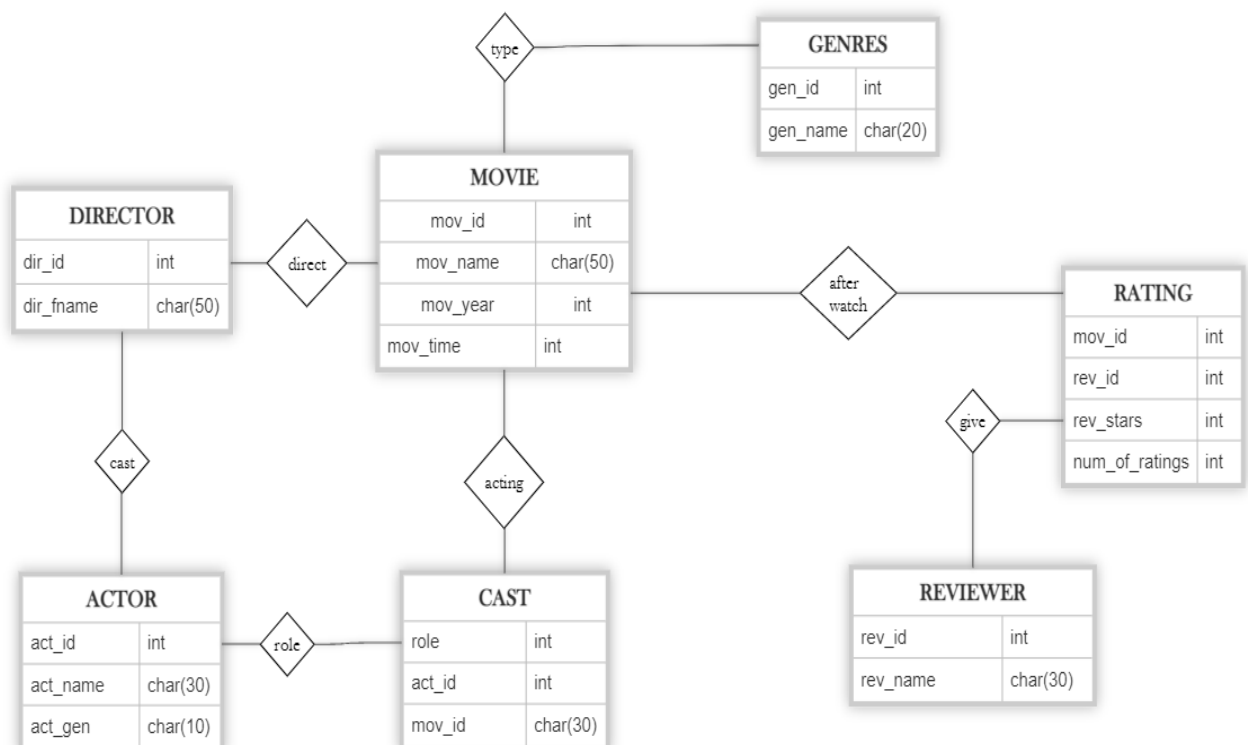 type
GENRES
gen_id int
gen_name char(20)
MOVIE
mov_id int
mov_name char(50)
mov_year int
mov_time int
DIRECTOR
dir_id int
dir_fname char(50)
direct
after
watch
RATING
mov_id int
rev_id int
rev_stars int
num_of_ratings int
give
cast
acting
ACTOR
act_id int
act_name char(30)
act_gen char(10)
role
CAST
role int
act_id int
mov_id char(30)
REVIEWER
rev_id int
rev_name char(30)